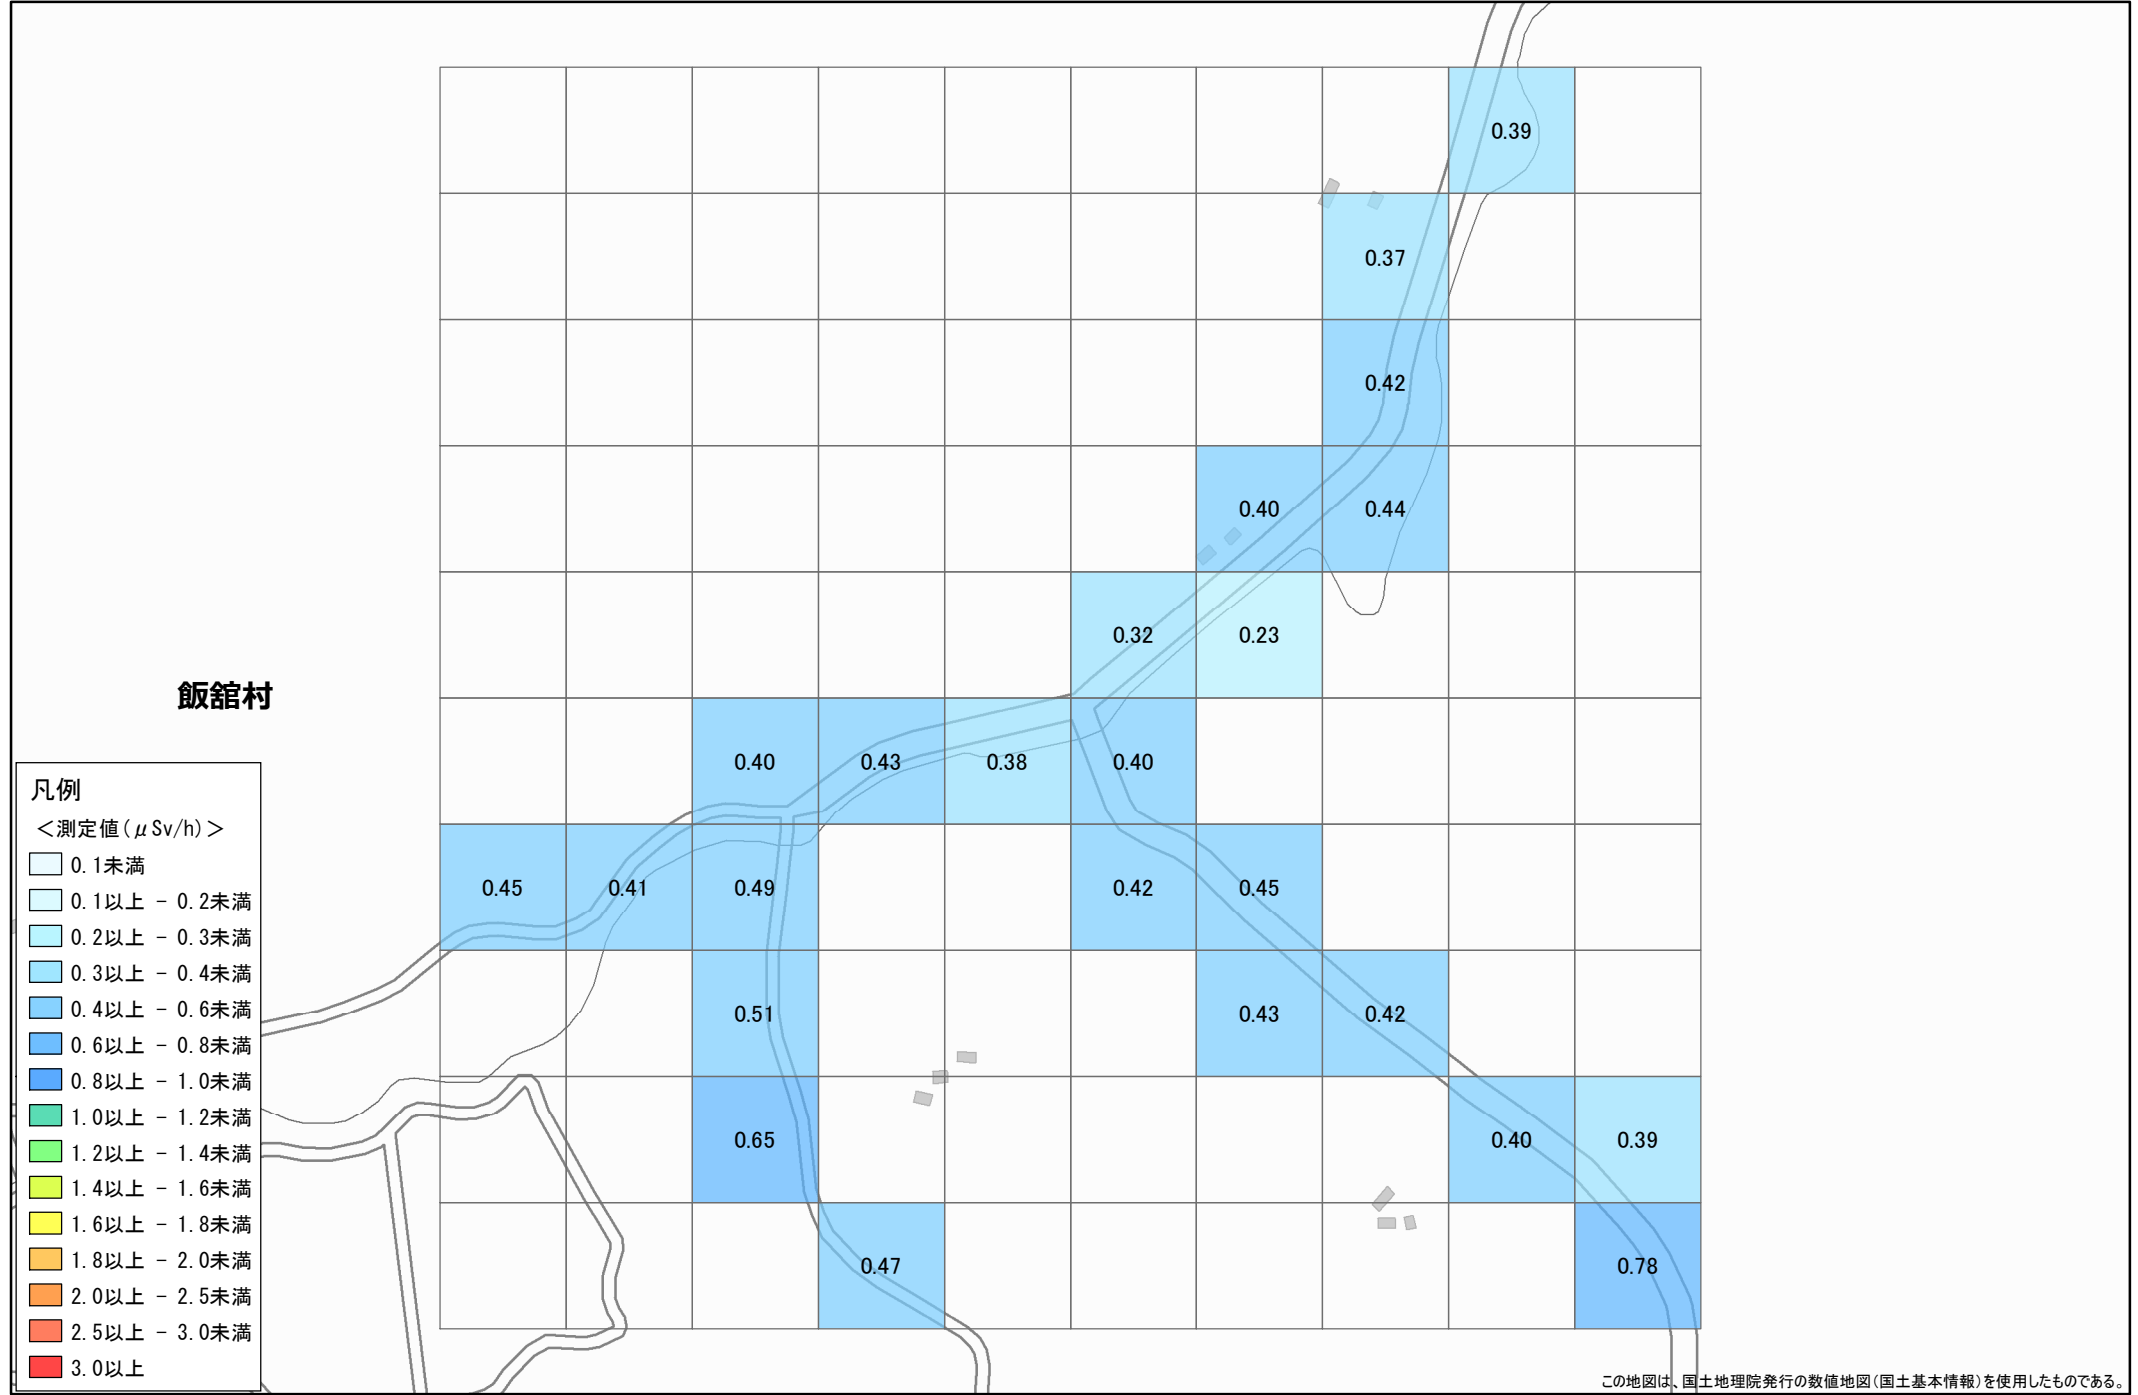 0.39
0.37
0.42
0.40 0.44
0.32 0.23
飯舘村
0.40 0.43 0.38 0.40
0.45 0.41 0.49 0.42 0.45
0.51 0.43 0.42
0.65 0.40 0.39
0.47 0.78
凡例
＜測定値(μSv/h)＞
0.1未満
0.1以上 - 0.2未満
0.2以上 - 0.3未満
0.3以上 - 0.4未満
0.4以上 - 0.6未満
0.6以上 - 0.8未満
0.8以上 - 1.0未満
1.0以上 - 1.2未満
1.2以上 - 1.4未満
1.4以上 - 1.6未満
1.6以上 - 1.8未満
1.8以上 - 2.0未満
2.0以上 - 2.5未満
2.5以上 - 3.0未満
3.0以上
この地図は、国土地理院発行の数値地図(国土基本情報)を使用したものである。